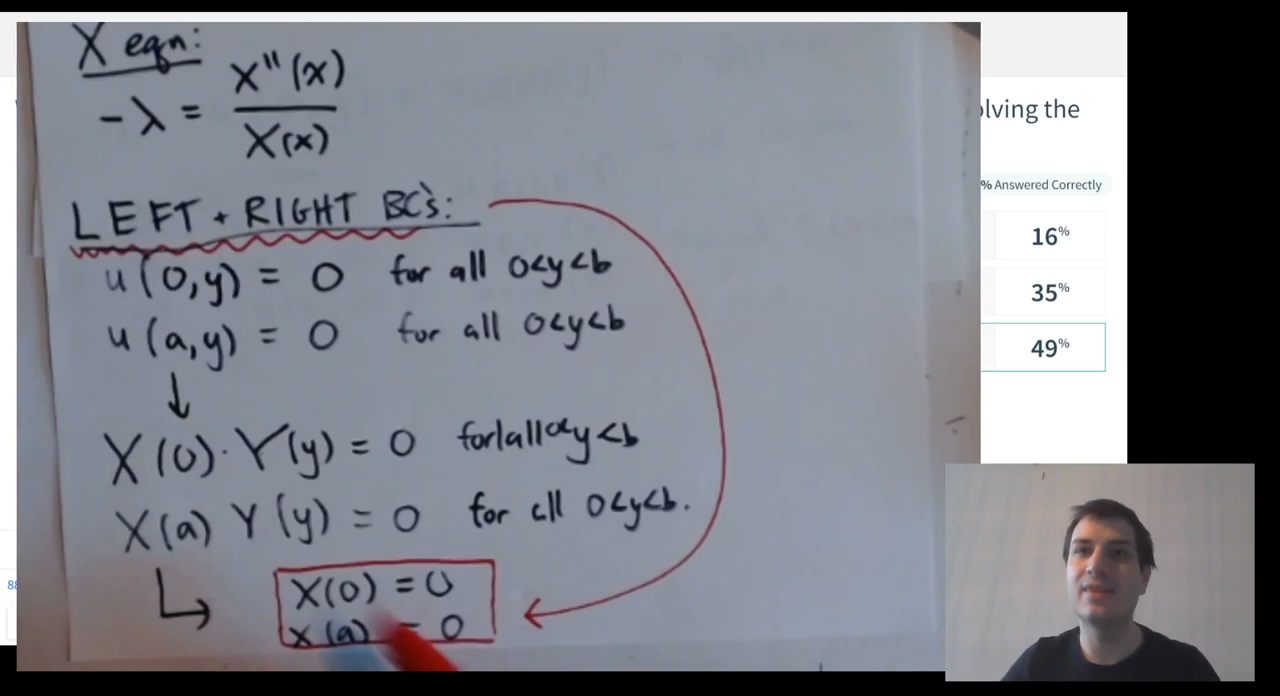 X eqn:
-λ = X"(x) / X(x)
LEFT + RIGHT BC's:
u(0,y) = 0 for all 0<y<b
u(a,y) = 0 for all 0<y<b
↓
X(0)·Y(y) = 0 for all 0<y<b
X(a) Y(y) = 0 for all 0<y<b.
X(0) = 0
X(a) = 0
lving the
% Answered Correctly
16%
35%
49%